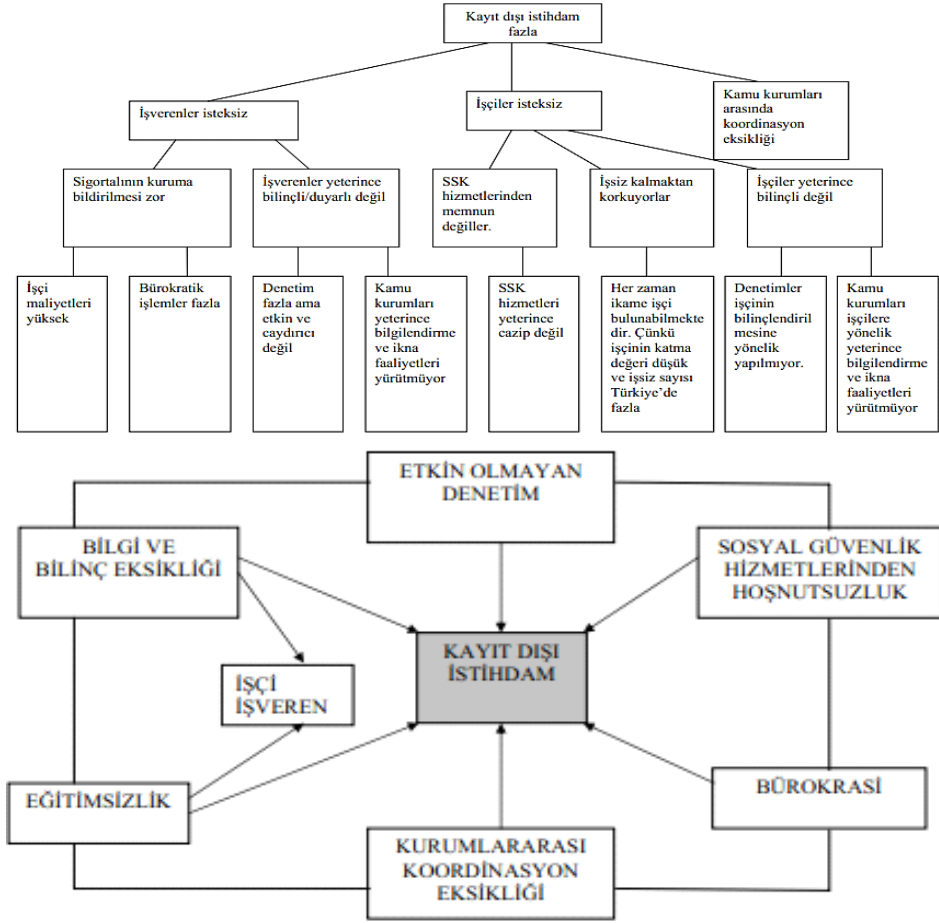 Kayıt dışı istihdam
fazla
İşverenler isteksiz
İşçiler isteksiz
Kamu kurumları
arasında
koordinasyon
eksikliği
Sigortalının kuruma
bildirilmesi zor
İşverenler yeterince
bilinçli/duyarlı değil
SSK
hizmetlerinden
memnun
değiller.
İşsiz kalmaktan
korkuyorlar
İşçiler yeterince
bilinçli değil
İşçi
maliyetleri
yüksek
Bürokratik
işlemler fazla
Denetim
fazla ama
etkin ve
caydırıcı
değil
Kamu
kurumları
yeterince
bilgilendirme
ve ikna
faaliyetleri
yürütmüyor
SSK
hizmetleri
yeterince
cazip değil
Her zaman
ikame işçi
bulunabilmekte
dir. Çünkü
işçinin katma
değeri düşük
ve işsiz sayısı
Türkiye’de
fazla
Denetimler
işçinin
bilinçlendiril
mesine
yönelik
yapılmıyor.
Kamu
kurumları
işçilere
yönelik
yeterince
bilgilendirme
ve ikna
faaliyetleri
yürütmüyor
ETKİN OLMAYAN
DENETİM
BİLGİ VE
BİLİNÇ EKSİKLİĞİ
SOSYAL GÜVENLİK
HİZMETLERİNDEN
HOŞNUTSUZLUK
KAYIT DIŞI
İSTİHDAM
İŞÇİ
İŞVEREN
EĞİTİMSİZLİK
BÜROKRASİ
KURUMLARARASI
KOORDİNASYON
EKSİKLİĞİ